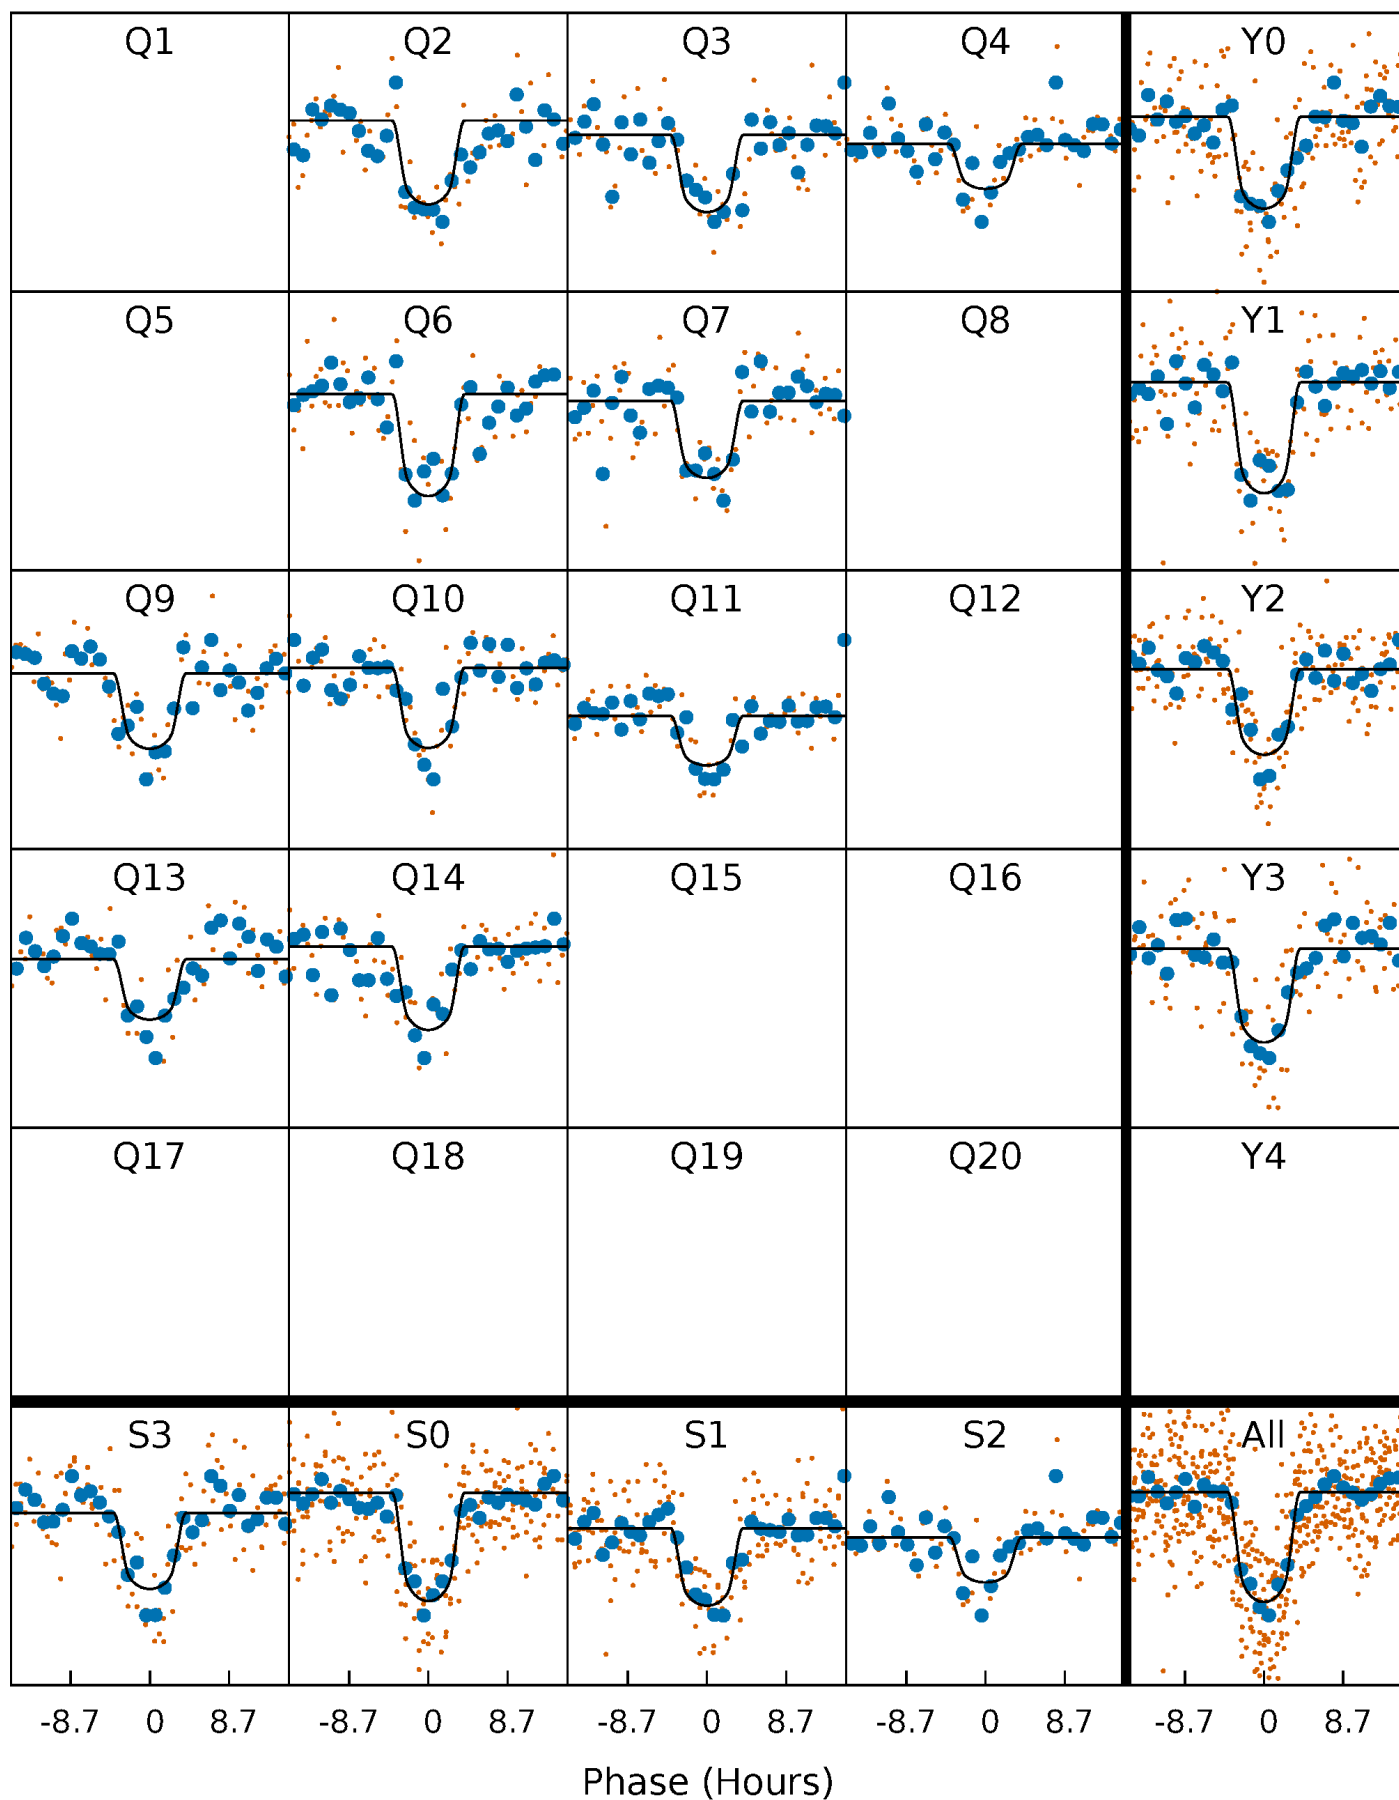 Q1 Q2 Q3 Q4 Y0
Q5 Q6 Q7 Q8 Y1
Q9 Q10 Q11 Q12 Y2
Q13 Q14 Q15 Q16 Y3
Q17 Q18 Q19 Q20 Y4
S3 S0 S1 S2 All
-8.7 0 8.7 -8.7 0 8.7 -8.7 0 8.7 -8.7 0 8.7 -8.7 0 8.7
Phase (Hours)